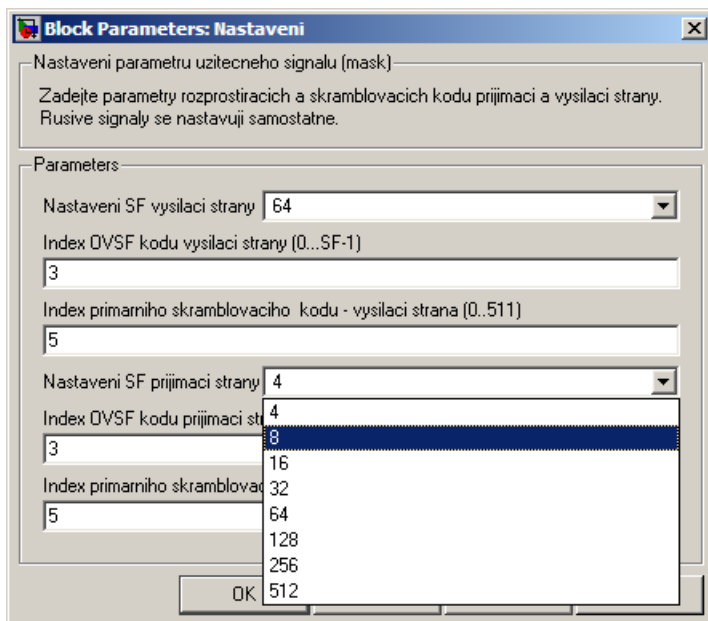 Block Parameters: Nastaveni
Nastaveni parametru uzitecneho signalu (mask)
Zadejte parametry rozprostiracich a skramblovacich kodu prijimaci a vysilaci strany.
Rusive signaly se nastavuji samostatne.
Parameters
Nastaveni SF vysilaci strany 64
Index OVSF kodu vysilaci strany (0...SF-1)
3
Index primarniho skramblovaciho kodu - vysilaci strana (0..511)
5
Nastaveni SF prijimaci strany 4
Index OVSF kodu prijimaci
3
Index primarniho
5
4
8
16
32
64
128
256
512
OK